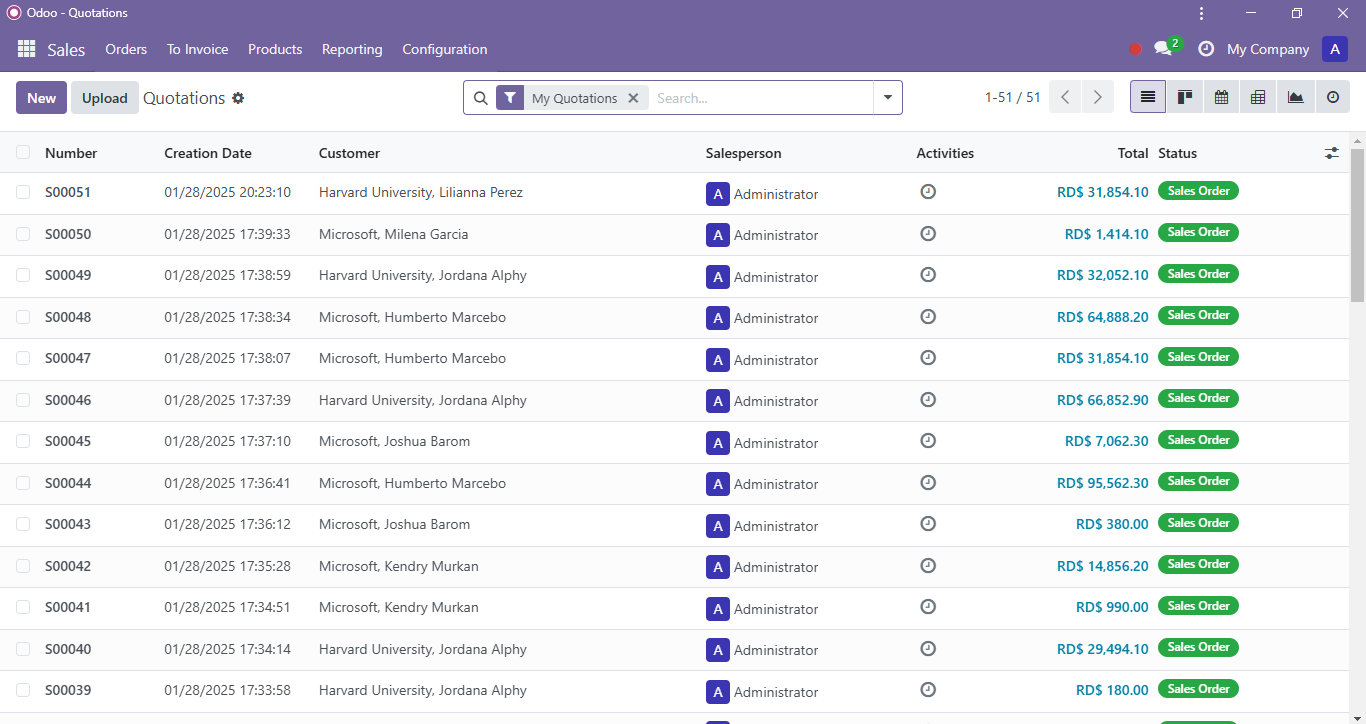 Odoo - Quotations
Sales Orders To Invoice Products Reporting Configuration 2 My Company A
New Upload Quotations My Quotations Search... 1-51 / 51
Number Creation Date Customer Salesperson Activities Total Status
S00051 01/28/2025 20:23:10 Harvard University, Lilianna Perez A Administrator RD$ 31,854.10 Sales Order
S00050 01/28/2025 17:39:33 Microsoft, Milena Garcia A Administrator RD$ 1,414.10 Sales Order
S00049 01/28/2025 17:38:59 Harvard University, Jordana Alphy A Administrator RD$ 32,052.10 Sales Order
S00048 01/28/2025 17:38:34 Microsoft, Humberto Marcebo A Administrator RD$ 64,888.20 Sales Order
S00047 01/28/2025 17:38:07 Microsoft, Humberto Marcebo A Administrator RD$ 31,854.10 Sales Order
S00046 01/28/2025 17:37:39 Harvard University, Jordana Alphy A Administrator RD$ 66,852.90 Sales Order
S00045 01/28/2025 17:37:10 Microsoft, Joshua Barom A Administrator RD$ 7,062.30 Sales Order
S00044 01/28/2025 17:36:41 Microsoft, Humberto Marcebo A Administrator RD$ 95,562.30 Sales Order
S00043 01/28/2025 17:36:12 Microsoft, Joshua Barom A Administrator RD$ 380.00 Sales Order
S00042 01/28/2025 17:35:28 Microsoft, Kendry Murkan A Administrator RD$ 14,856.20 Sales Order
S00041 01/28/2025 17:34:51 Microsoft, Kendry Murkan A Administrator RD$ 990.00 Sales Order
S00040 01/28/2025 17:34:14 Harvard University, Jordana Alphy A Administrator RD$ 29,494.10 Sales Order
S00039 01/28/2025 17:33:58 Harvard University, Jordana Alphy A Administrator RD$ 180.00 Sales Order